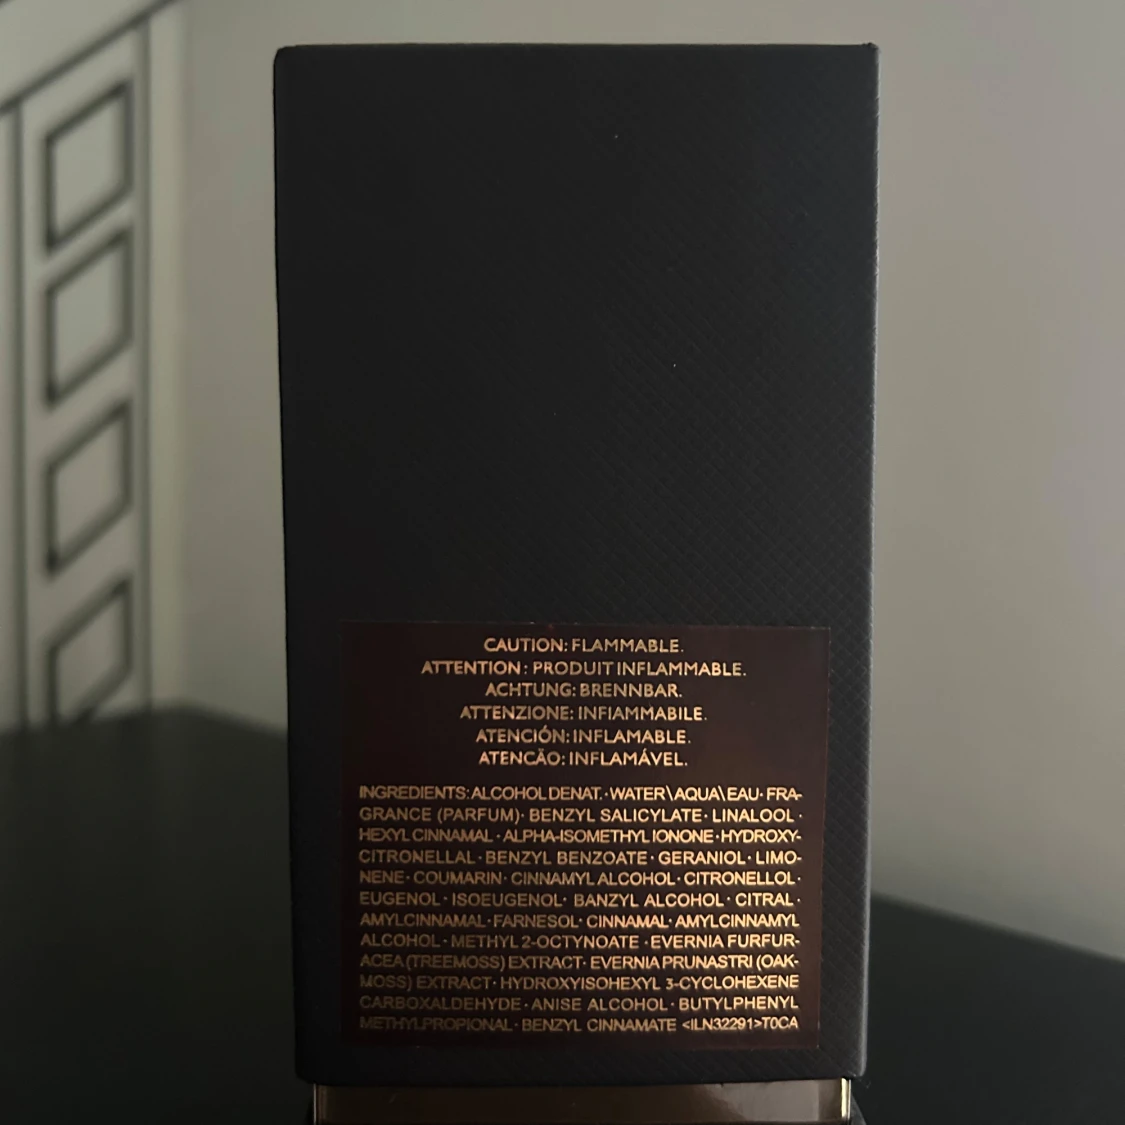 CAUTION: FLAMMABLE.
ATTENTION : PRODUIT INFLAMMABLE.
ACHTUNG: BRENNBAR.
ATTENZIONE: INFIAMMABILE.
ATENCIÓN: INFLAMABLE.
ATENCÃO: INFLAMÁVEL.
INGREDIENTS: ALCOHOL DENAT. · WATER\AQUA\EAU · FRA-
GRANCE (PARFUM) · BENZYL SALICYLATE · LINALOOL ·
HEXYL CINNAMAL · ALPHA-ISOMETHYL IONONE · HYDROXY-
CITRONELLAL · BENZYL BENZOATE · GERANIOL · LIMO-
NENE · COUMARIN · CINNAMYL ALCOHOL · CITRONELLOL ·
EUGENOL · ISOEUGENOL · BANZYL ALCOHOL · CITRAL ·
AMYLCINNAMAL · FARNESOL · CINNAMAL · AMYLCINNAMYL
ALCOHOL · METHYL 2-OCTYNOATE · EVERNIA FURFUR-
ACEA (TREEMOSS) EXTRACT · EVERNIA PRUNASTRI (OAK-
MOSS) EXTRACT · HYDROXYISOHEXYL 3-CYCLOHEXENE
CARBOXALDEHYDE · ANISE ALCOHOL · BUTYLPHENYL
METHYLPROPIONAL · BENZYL CINNAMATE <ILN32291>T0CA